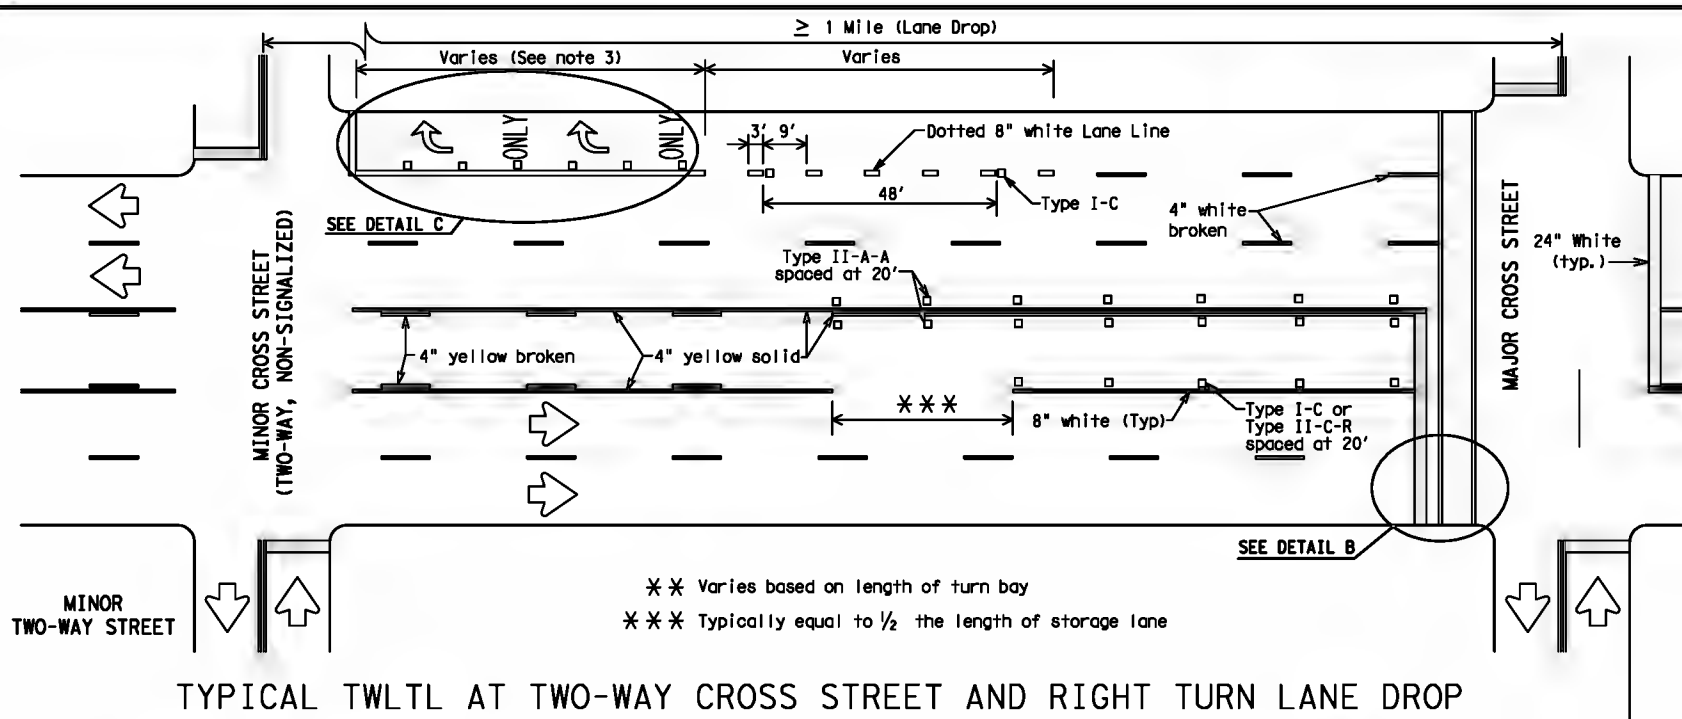 ≥ 1 Mile (Lane Drop)
Varies (See note 3)
Varies
ONLY
ONLY
3' 9'
Dotted 8" white Lane Line
48'
Type I-C
SEE DETAIL C
4" white
broken
24" White
(typ.)
MINOR CROSS STREET
(TWO-WAY, NON-SIGNALIZED)
MAJOR CROSS STREET
Type II-A-A
spaced at 20'
4" yellow broken
4" yellow solid
***
8" white (Typ)
Type I-C or
Type II-C-R
spaced at 20'
SEE DETAIL B
MINOR
TWO-WAY STREET
** Varies based on length of turn bay
*** Typically equal to ½ the length of storage lane
TYPICAL TWLTL AT TWO-WAY CROSS STREET AND RIGHT TURN LANE DROP